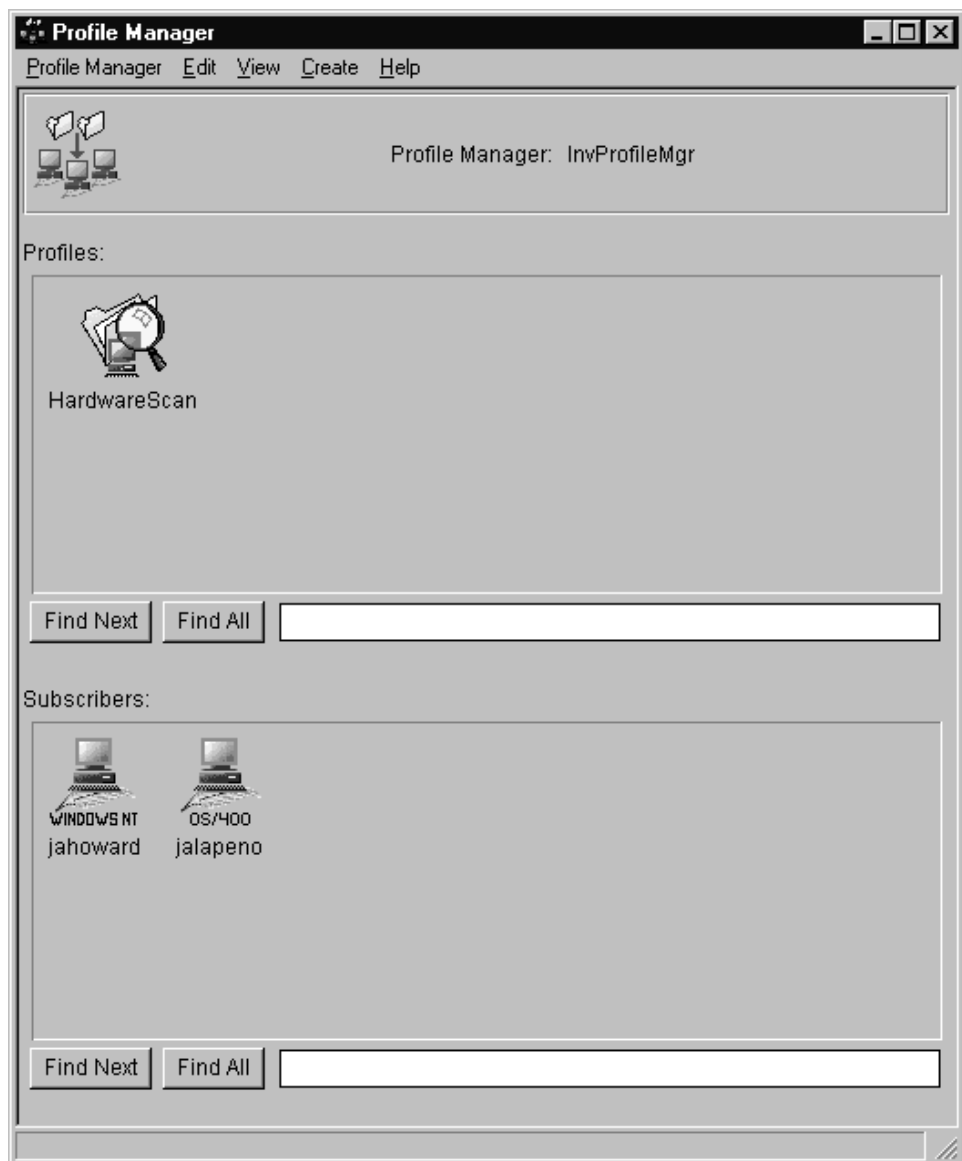 Profile Manager
Profile Manager Edit View Create Help
Profile Manager: InvProfileMgr
Profiles:
HardwareScan
Find Next Find All
Subscribers:
WINDOWS NT OS/400
jahoward jalapeno
Find Next Find All